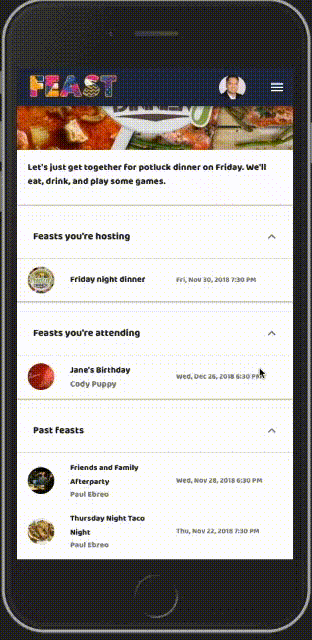 FEAST
DINNER
Let's just get together for potluck dinner on Friday. We'll
eat, drink, and play some games.
Feasts you're hosting
Friday night dinner
Fri, Nov 30, 2018 7:30 PM
Feasts you're attending
Jane's Birthday
Cody Puppy
Wed, Dec 26, 2018 6:30 PM
Past feasts
Friends and Family
Afterparty
Paul Ebreo
Wed, Nov 28, 2018 6:30 PM
Thursday Night Taco
Night
Paul Ebreo
Thu, Nov 22, 2018 7:30 PM